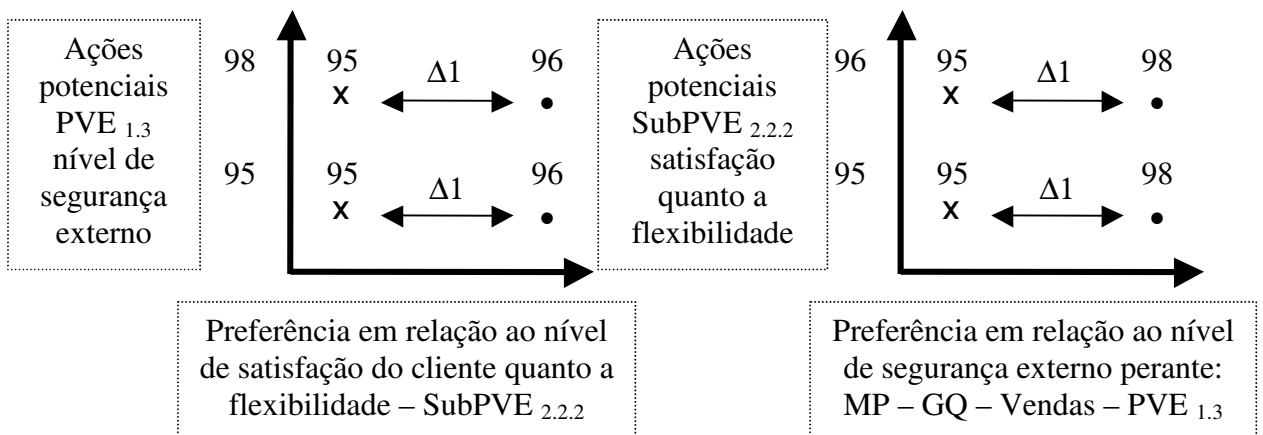 Ações
potenciais
PVE 1.3
nível de
segurança
externo
98
95
95
Δ1
96
x
•
95
Δ1
96
x
•
Preferência em relação ao nível
de satisfação do cliente quanto a
flexibilidade – SubPVE 2.2.2
Ações
potenciais
SubPVE 2.2.2
satisfação
quanto a
flexibilidade
96
95
95
Δ1
98
x
•
95
Δ1
98
x
•
Preferência em relação ao nível
de segurança externo perante:
MP – GQ – Vendas – PVE 1.3